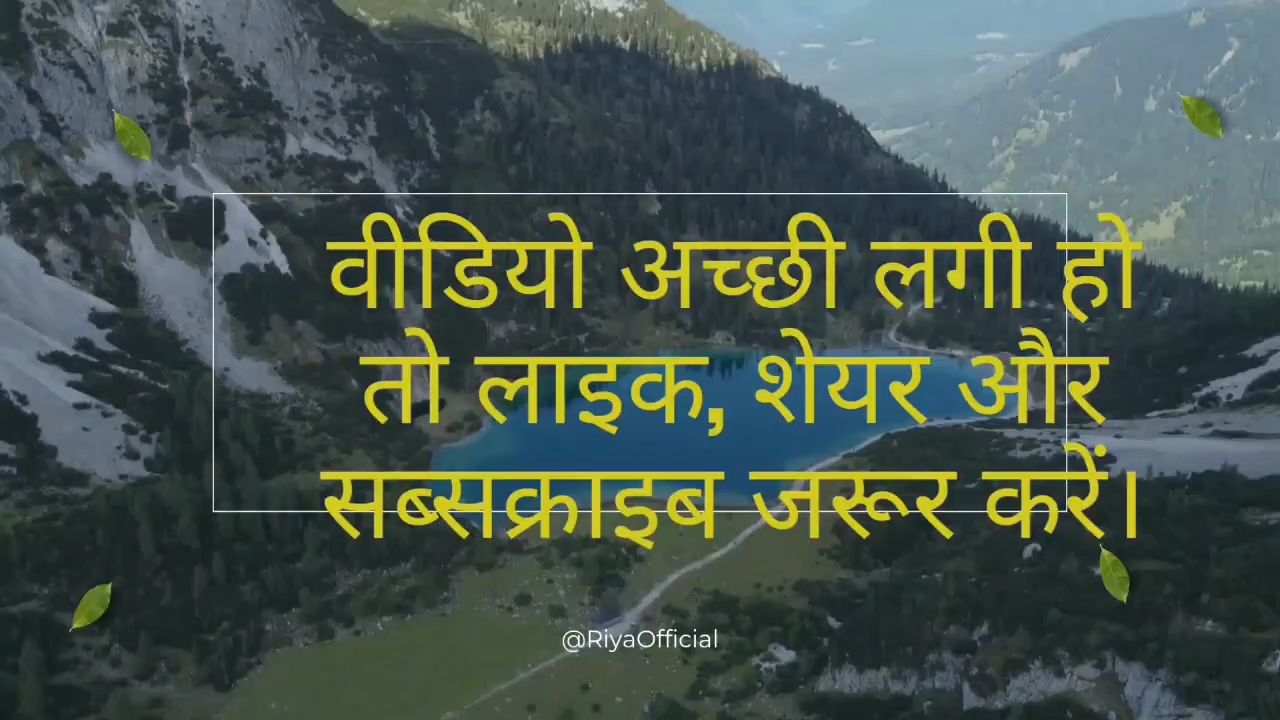 वीडियो अच्छी लगी हो
तो लाइक, शेयर और
सब्सक्राइब जरूर करें।
@RiyaOfficial